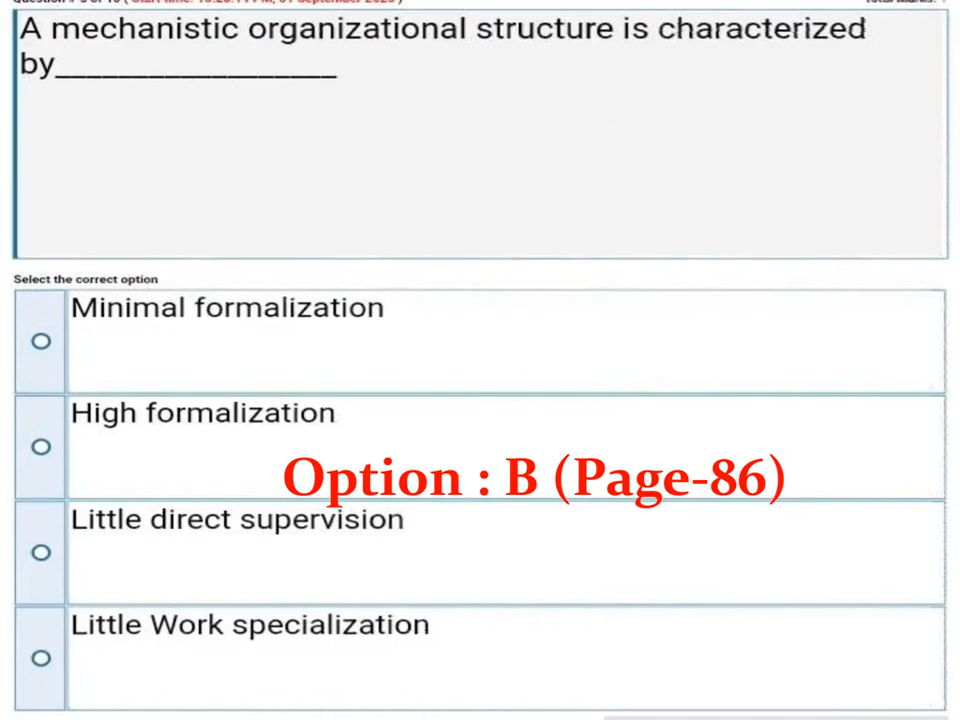 A mechanistic organizational structure is characterized
by__________________
Select the correct option
Minimal formalization
High formalization
Option : B (Page-86)
Little direct supervision
Little Work specialization